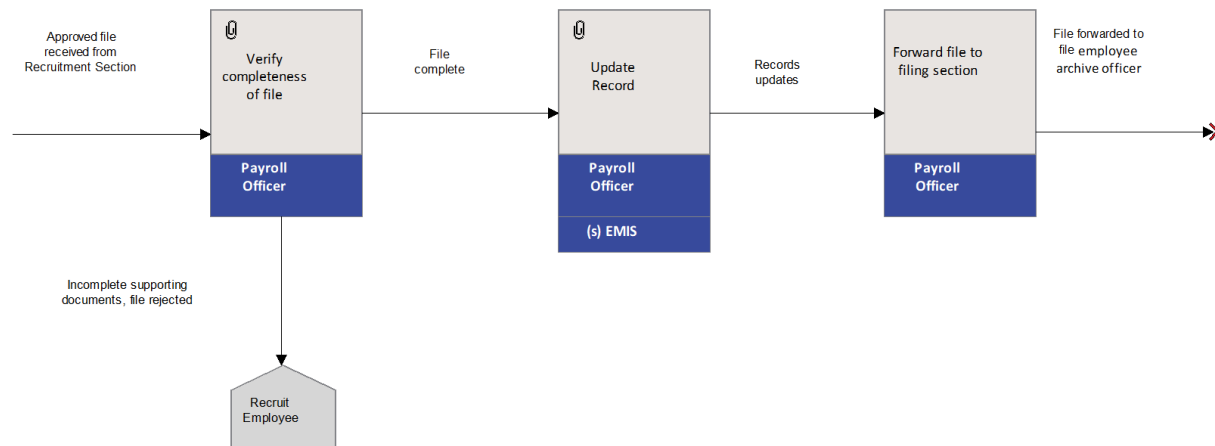 Approved file
received from
Recruitment Section
Verify
completeness
of file
Payroll
Officer
File
complete
Update
Record
Payroll
Officer
(s) EMIS
Records
updates
Forward file to
filing section
Payroll
Officer
File forwarded to
file employee
archive officer
Incomplete supporting
documents, file rejected
Recruit
Employee